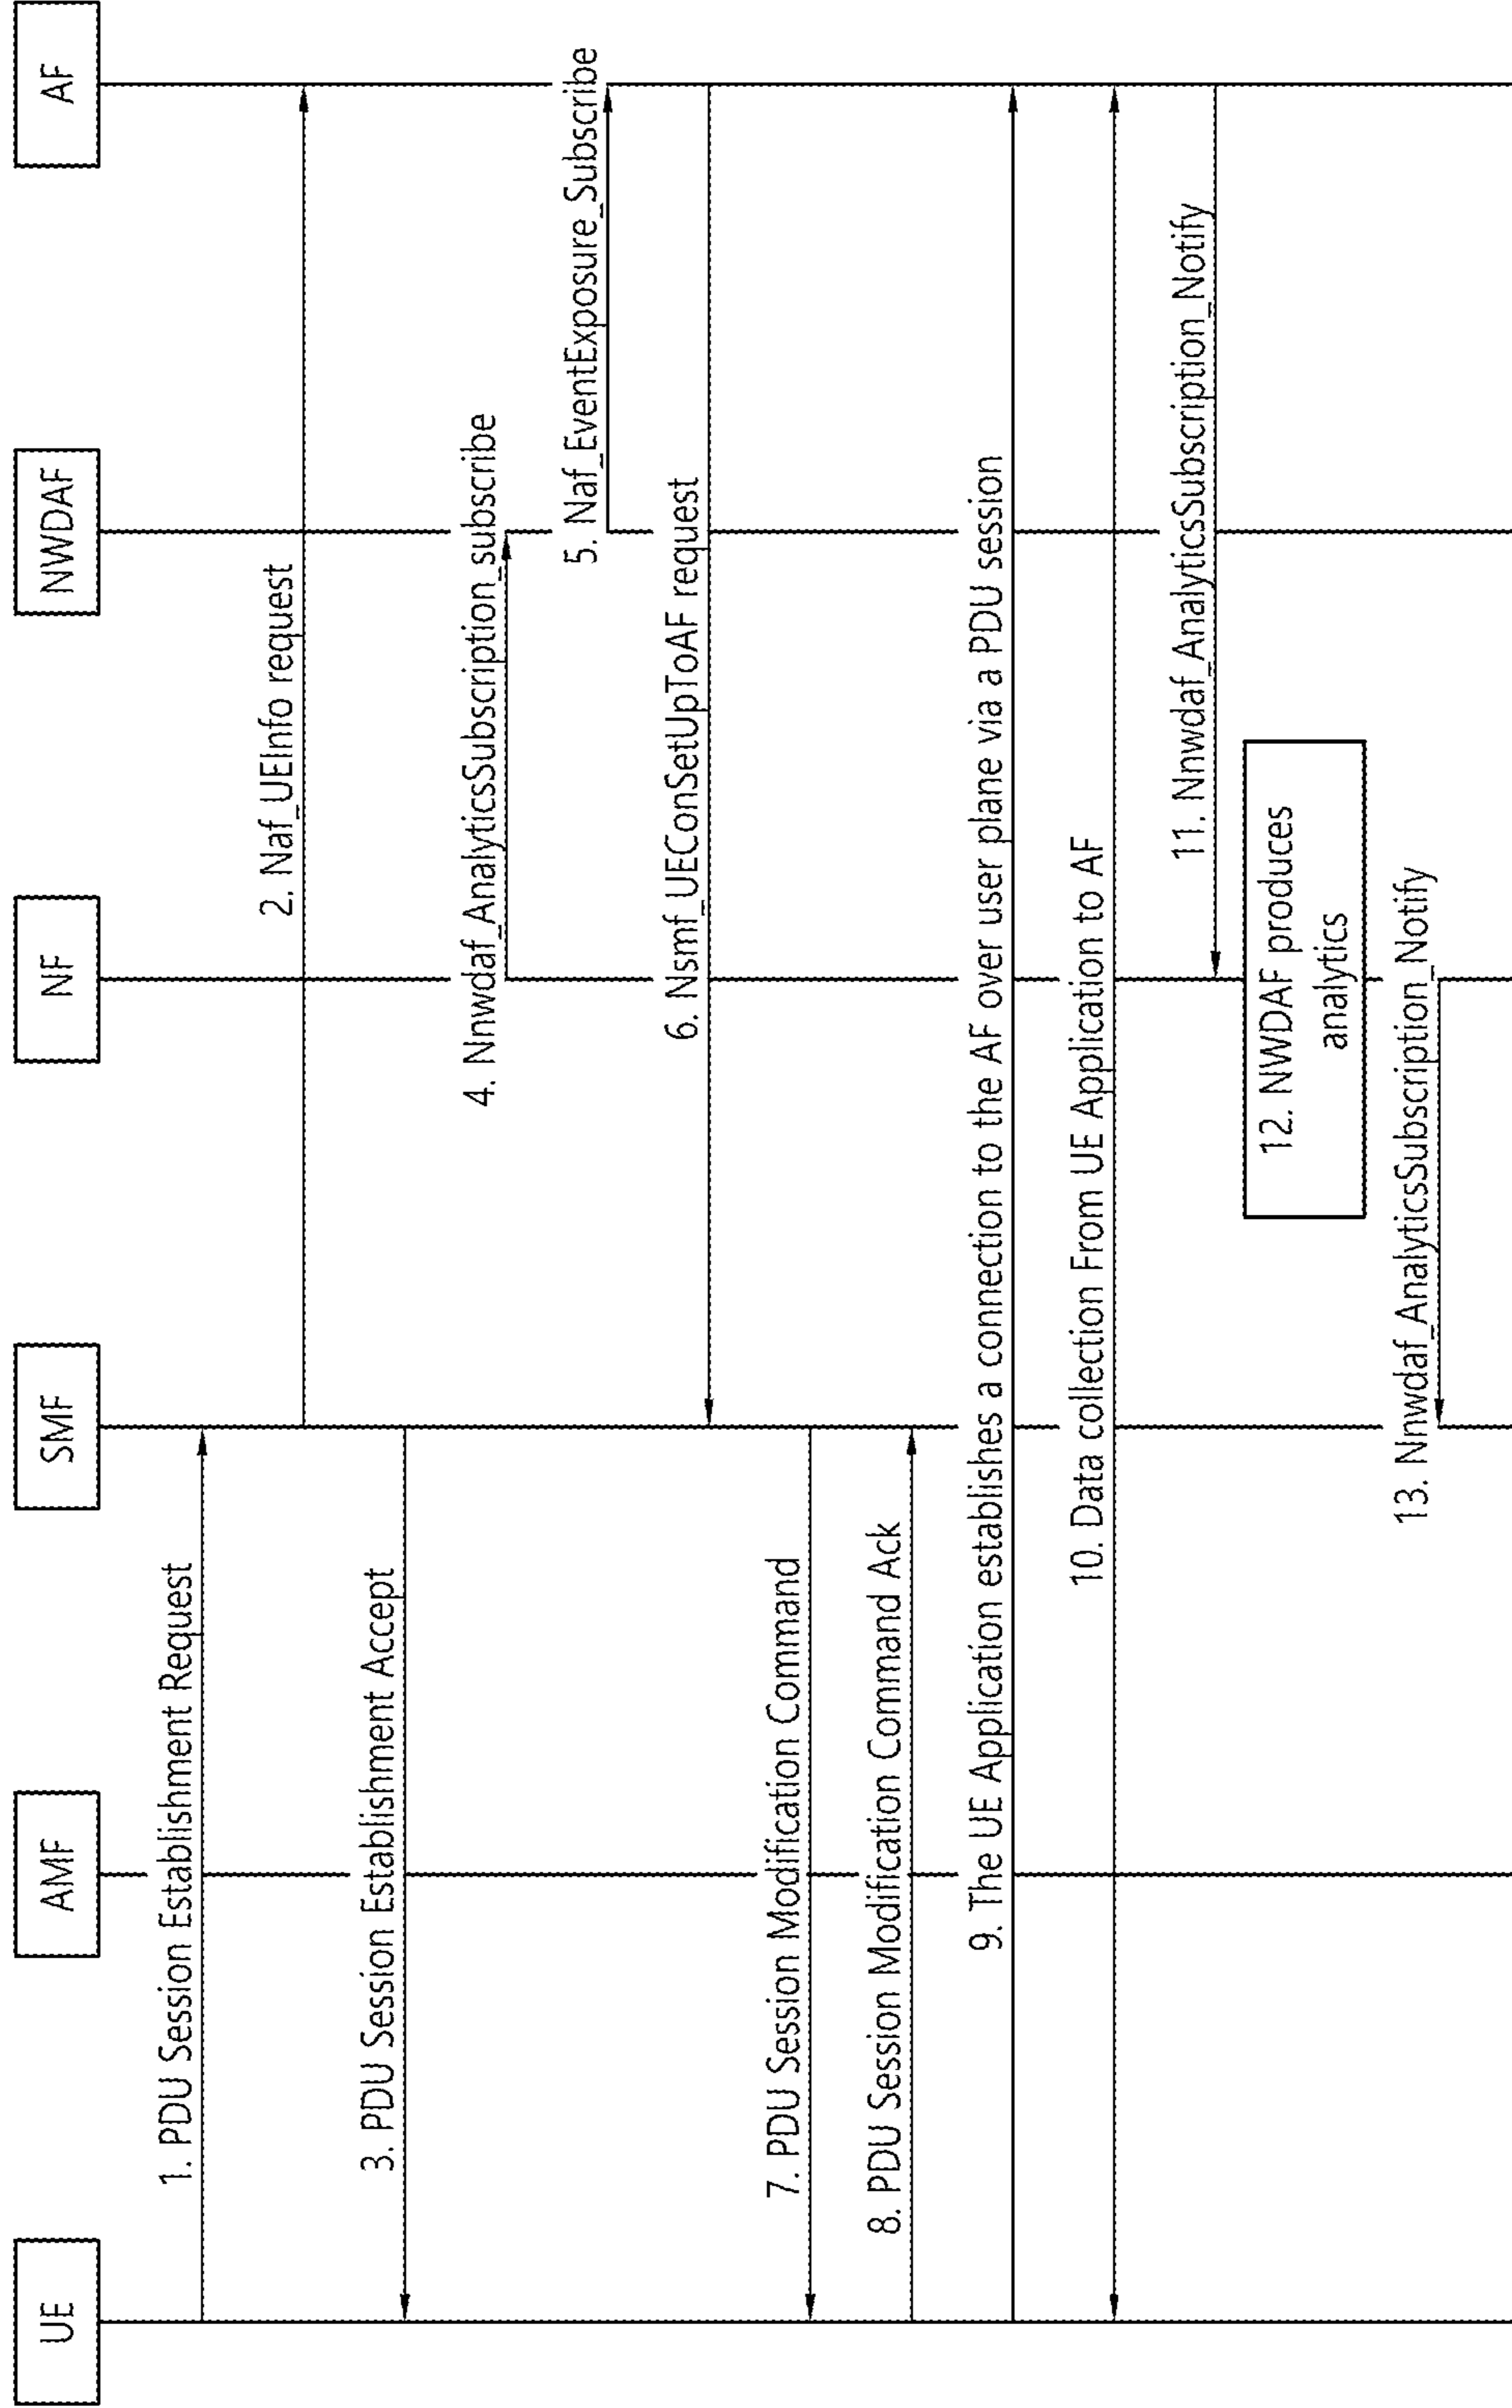 UE
AMF
SMF
NF
NWDAF
AF
1. PDU Session Establishment Request
2. Naf_UEInfo request
3. PDU Session Establishment Accept
4. Nnwdaf_AnalyticsSubscription_subscribe
5. Naf_EventExposure_Subscribe
6. Nsmf_UEConSetUpToAF request
7. PDU Session Modification Command
8. PDU Session Modification Command Ack
9. The UE Application establishes a connection to the AF over user plane via a PDU session
10. Data collection From UE Application to AF
11. Nnwdaf_AnalyticsSubscription_Notify
12. NWDAF produces
analytics
13. Nnwdaf_AnalyticsSubscription_Notify